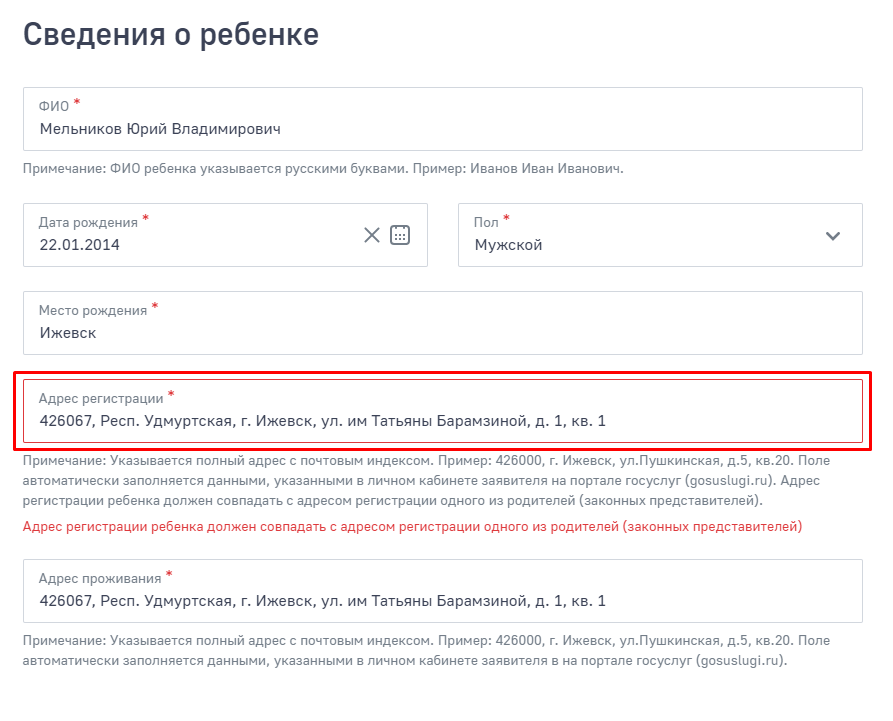 Сведения о ребенке
ФИО *
Мельников Юрий Владимирович
Примечание: ФИО ребенка указывается русскими буквами. Пример: Иванов Иван Иванович.
Дата рождения *
22.01.2014
Пол *
Мужской
Место рождения *
Ижевск
Адрес регистрации *
426067, Респ. Удмуртская, г. Ижевск, ул. им Татьяны Барамзиной, д. 1, кв. 1
Примечание: Указывается полный адрес с почтовым индексом. Пример: 426000, г. Ижевск, ул.Пушкинская, д.5, кв.20. Поле
автоматически заполняется данными, указанными в личном кабинете заявителя на портале госуслуг (gosuslugi.ru). Адрес
регистрации ребенка должен совпадать с адресом регистрации одного из родителей (законных представителей).
Адрес регистрации ребенка должен совпадать с адресом регистрации одного из родителей (законных представителей)
Адрес проживания *
426067, Респ. Удмуртская, г. Ижевск, ул. им Татьяны Барамзиной, д. 1, кв. 1
Примечание: Указывается полный адрес с почтовым индексом. Пример: 426000, г. Ижевск, ул.Пушкинская, д.5, кв.20. Поле
автоматически заполняется данными, указанными в личном кабинете заявителя в на портале госуслуг (gosuslugi.ru).